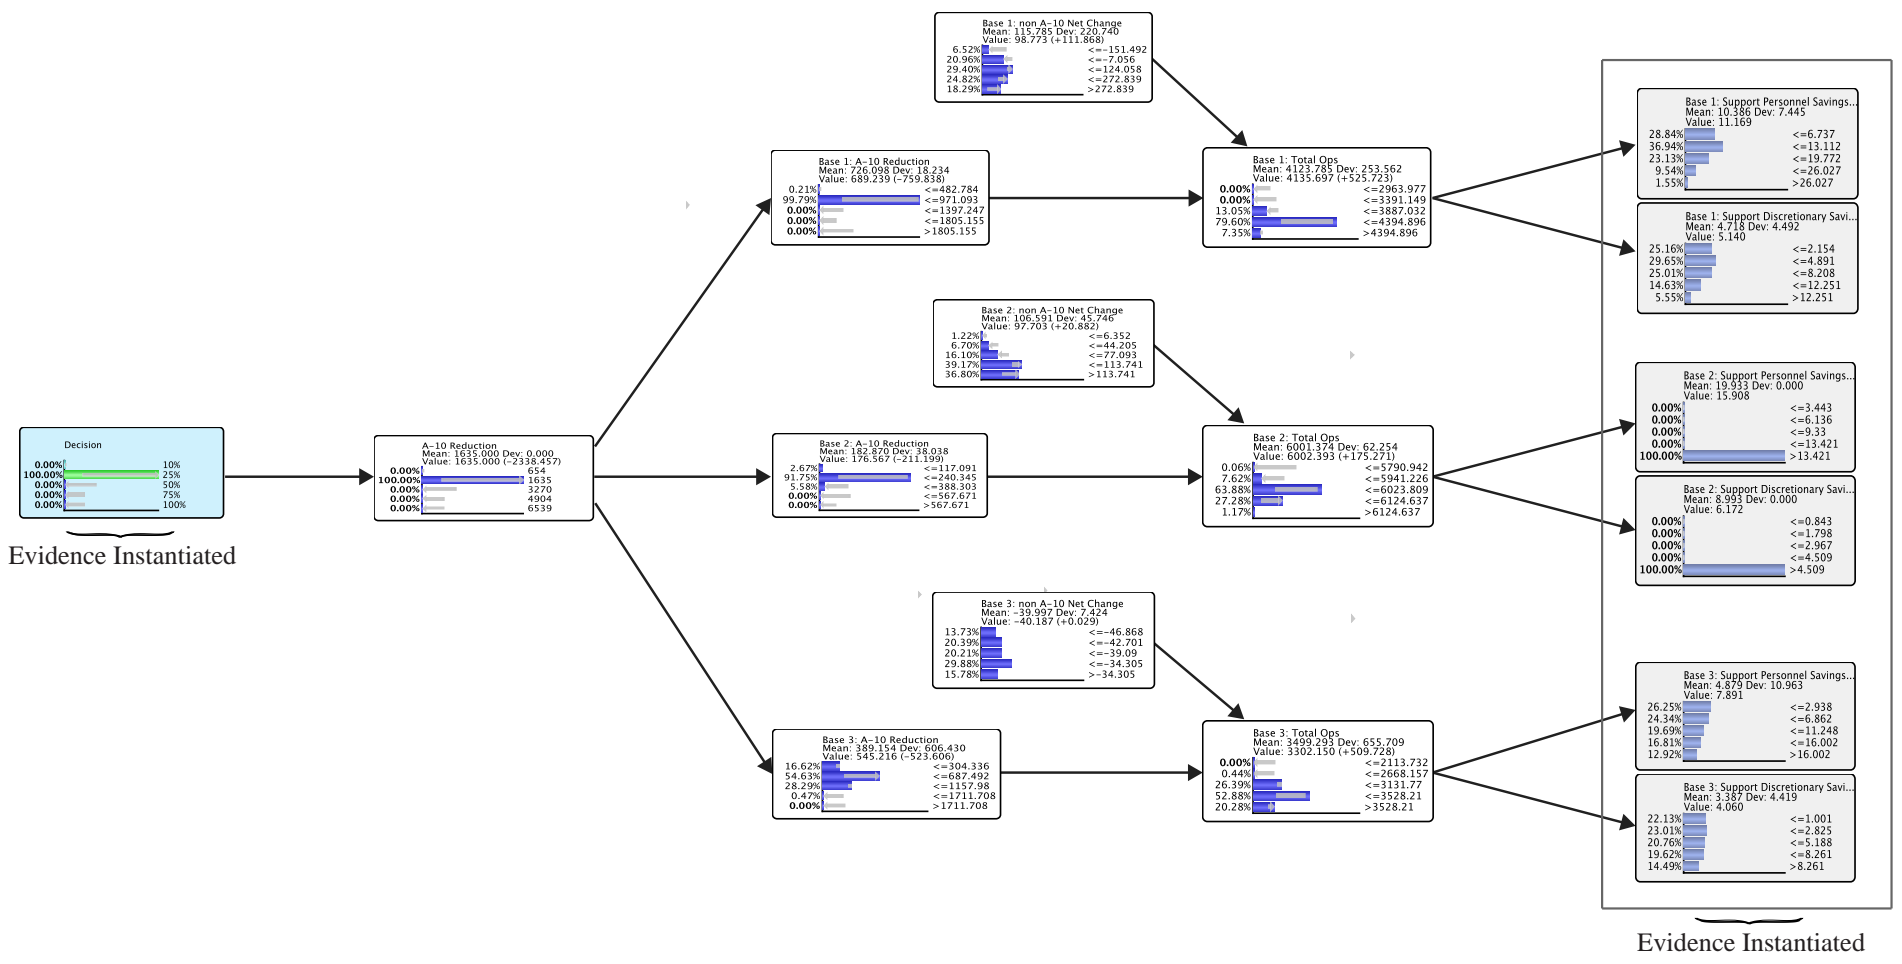 Decision
0.00% 10%
100.00% 25%
0.00% 50%
0.00% 75%
0.00% 100%
Evidence Instantiated
A-10 Reduction
Mean: 1635.000 Dev: 0.000
Value: 1635.000 (-2338.457)
0.00% 654
100.00% 1635
0.00% 3270
0.00% 4904
0.00% 6539
Base 1: A-10 Reduction
Mean: 726.098 Dev: 18.234
Value: 689.239 (-759.838)
0.21% <=482.784
99.79% <=971.093
0.00% <=1397.247
0.00% <=1805.155
0.00% >1805.155
Base 2: A-10 Reduction
Mean: 182.870 Dev: 38.038
Value: 176.567 (-211.199)
2.67% <=117.091
91.75% <=240.345
5.58% <=388.303
0.00% <=567.671
0.00% >567.671
Base 3: A-10 Reduction
Mean: 389.154 Dev: 606.430
Value: 545.216 (-523.606)
16.62% <=304.336
54.63% <=687.492
28.29% <=1157.98
0.47% <=1711.708
0.00% >1711.708
Base 1: non A-10 Net Change
Mean: 115.785 Dev: 220.740
Value: 98.773 (+111.868)
6.52% <=-151.492
20.96% <=-7.056
29.40% <=124.058
24.82% <=272.839
18.29% >272.839
Base 2: non A-10 Net Change
Mean: 106.591 Dev: 45.746
Value: 97.703 (+20.882)
1.22% <=6.352
6.70% <=44.205
16.10% <=77.093
39.17% <=113.741
36.80% >113.741
Base 3: non A-10 Net Change
Mean: -39.997 Dev: 7.424
Value: -40.187 (+0.029)
13.73% <=-46.868
20.39% <=-42.701
20.21% <=-39.09
29.88% <=-34.305
15.78% >-34.305
Base 1: Total Ops
Mean: 4123.785 Dev: 253.562
Value: 4135.697 (+525.723)
0.00% <=2963.977
0.00% <=3391.149
13.05% <=3887.032
79.60% <=4394.896
7.35% >4394.896
Base 2: Total Ops
Mean: 6001.374 Dev: 62.254
Value: 6002.393 (+175.271)
0.06% <=5790.942
7.62% <=5941.226
63.88% <=6023.809
27.28% <=6124.637
1.17% >6124.637
Base 3: Total Ops
Mean: 3499.293 Dev: 655.709
Value: 3302.150 (+509.728)
0.00% <=2113.732
0.44% <=2668.157
26.39% <=3131.77
52.88% <=3528.21
20.28% >3528.21
Base 1: Support Personnel Savings...
Mean: 10.386 Dev: 7.445
Value: 11.169
28.84% <=6.737
36.94% <=13.112
23.13% <=19.772
9.54% <=26.027
1.55% >26.027
Base 1: Support Discretionary Savi...
Mean: 4.718 Dev: 4.492
Value: 5.140
25.16% <=2.154
29.65% <=4.891
25.01% <=8.208
14.63% <=12.251
5.55% >12.251
Base 2: Support Personnel Savings...
Mean: 19.933 Dev: 0.000
Value: 15.908
0.00% <=3.443
0.00% <=6.136
0.00% <=9.33
0.00% <=13.421
100.00% >13.421
Base 2: Support Discretionary Savi...
Mean: 8.993 Dev: 0.000
Value: 6.172
0.00% <=0.843
0.00% <=1.798
0.00% <=2.967
0.00% <=4.509
100.00% >4.509
Base 3: Support Personnel Savings...
Mean: 4.879 Dev: 10.963
Value: 7.891
26.25% <=2.938
24.34% <=6.862
19.69% <=11.248
16.81% <=16.002
12.92% >16.002
Base 3: Support Discretionary Savi...
Mean: 3.387 Dev: 4.419
Value: 4.060
22.13% <=1.001
23.01% <=2.825
20.76% <=5.188
19.62% <=8.261
14.49% >8.261
Evidence Instantiated